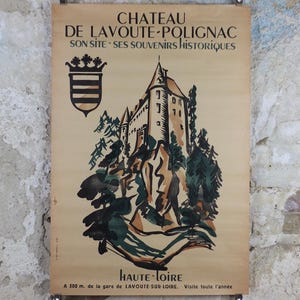 CHATEAU
DE LAVOUTE-POLIGNAC
SON SITE - SES SOUVENIRS hiSTORiQUES
hAUTE-LOIRE
A 500 m. de la gare de LAVOUTE-SUR-LOIRE. Visite toute l'année